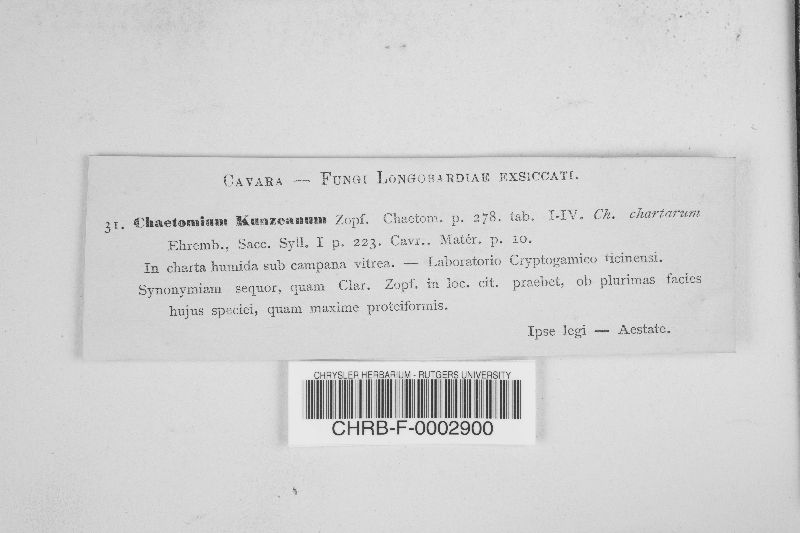 CAVARA — FUNGI LONGOBARDIAE EXSICCATI.
31. Chaetomium Kunzeanum Zopf. Chaetom. p. 278. tab. I-IV. Ch. chartarum
Ehremb., Sacc. Syll. I p. 223. Cavr.. Matér. p. 10.
In charta humida sub campana vitrea. — Laboratorio Cryptogamico ticinensi.
Synonymiam sequor, quam Clar. Zopf. in loc. cit. praebet, ob plurimas facies
hujus speciei, quam maxime proteiformis.
Ipse legi — Aestate.
CHRYSLER HERBARIUM - RUTGERS UNIVERSITY
CHRB-F-0002900